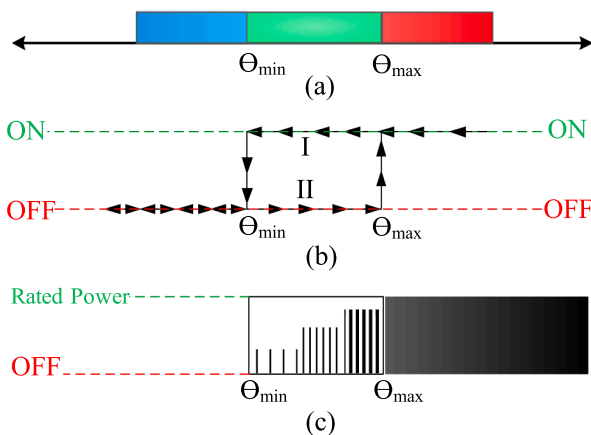 ϴmin ϴmax
(a)
ON I ON
OFF II OFF
ϴmin ϴmax
(b)
Rated Power
OFF
ϴmin ϴmax
(c)